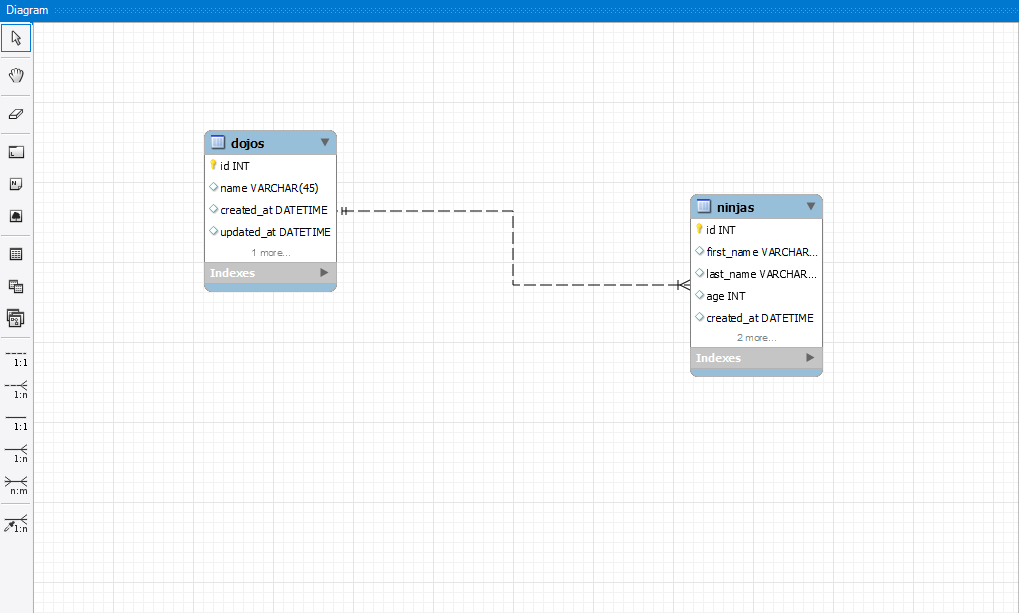 Diagram
dojos
id INT
name VARCHAR(45)
created_at DATETIME
updated_at DATETIME
1 more...
Indexes
ninjas
id INT
first_name VARCHAR...
last_name VARCHAR...
age INT
created_at DATETIME
2 more...
Indexes
1:1
1:n
1:1
1:n
n:m
1:n